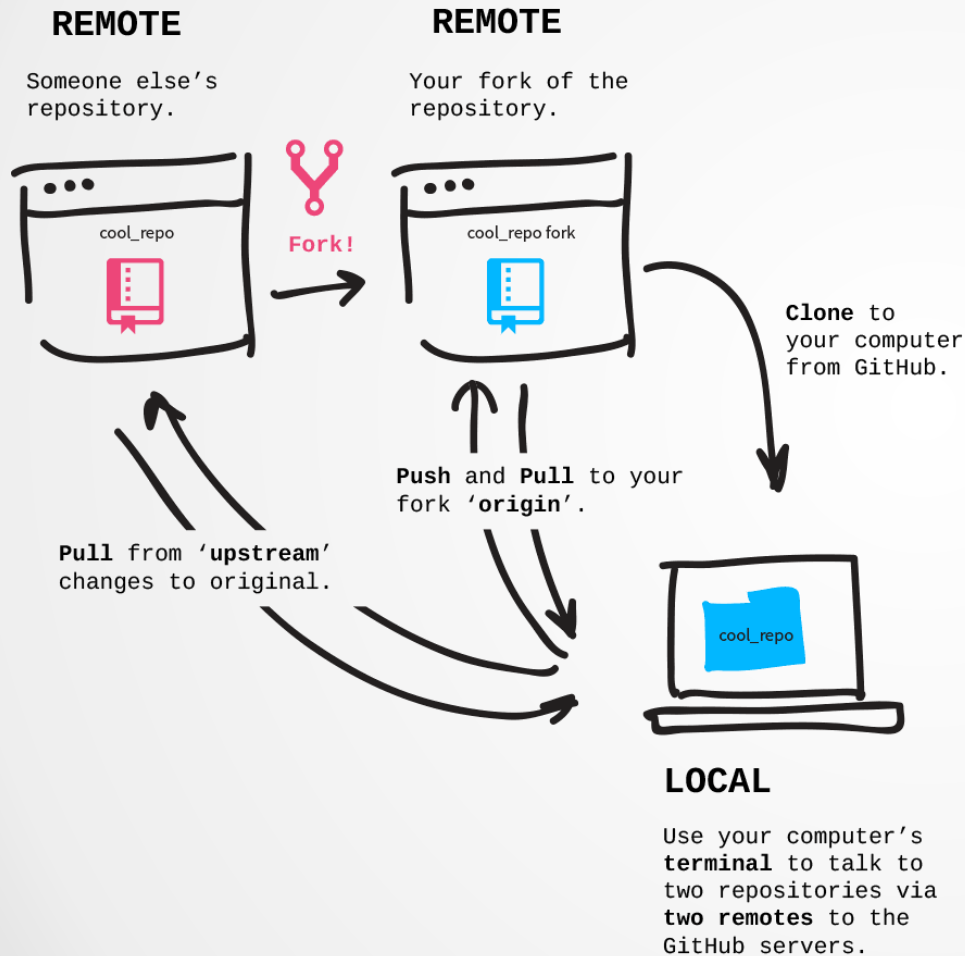 REMOTE
Someone else’s
repository.
cool_repo
Fork!
REMOTE
Your fork of the
repository.
cool_repo fork
Clone to
your computer
from GitHub.
Push and Pull to your
fork ‘origin’.
Pull from ‘upstream’
changes to original.
cool_repo
LOCAL
Use your computer’s
terminal to talk to
two repositories via
two remotes to the
GitHub servers.